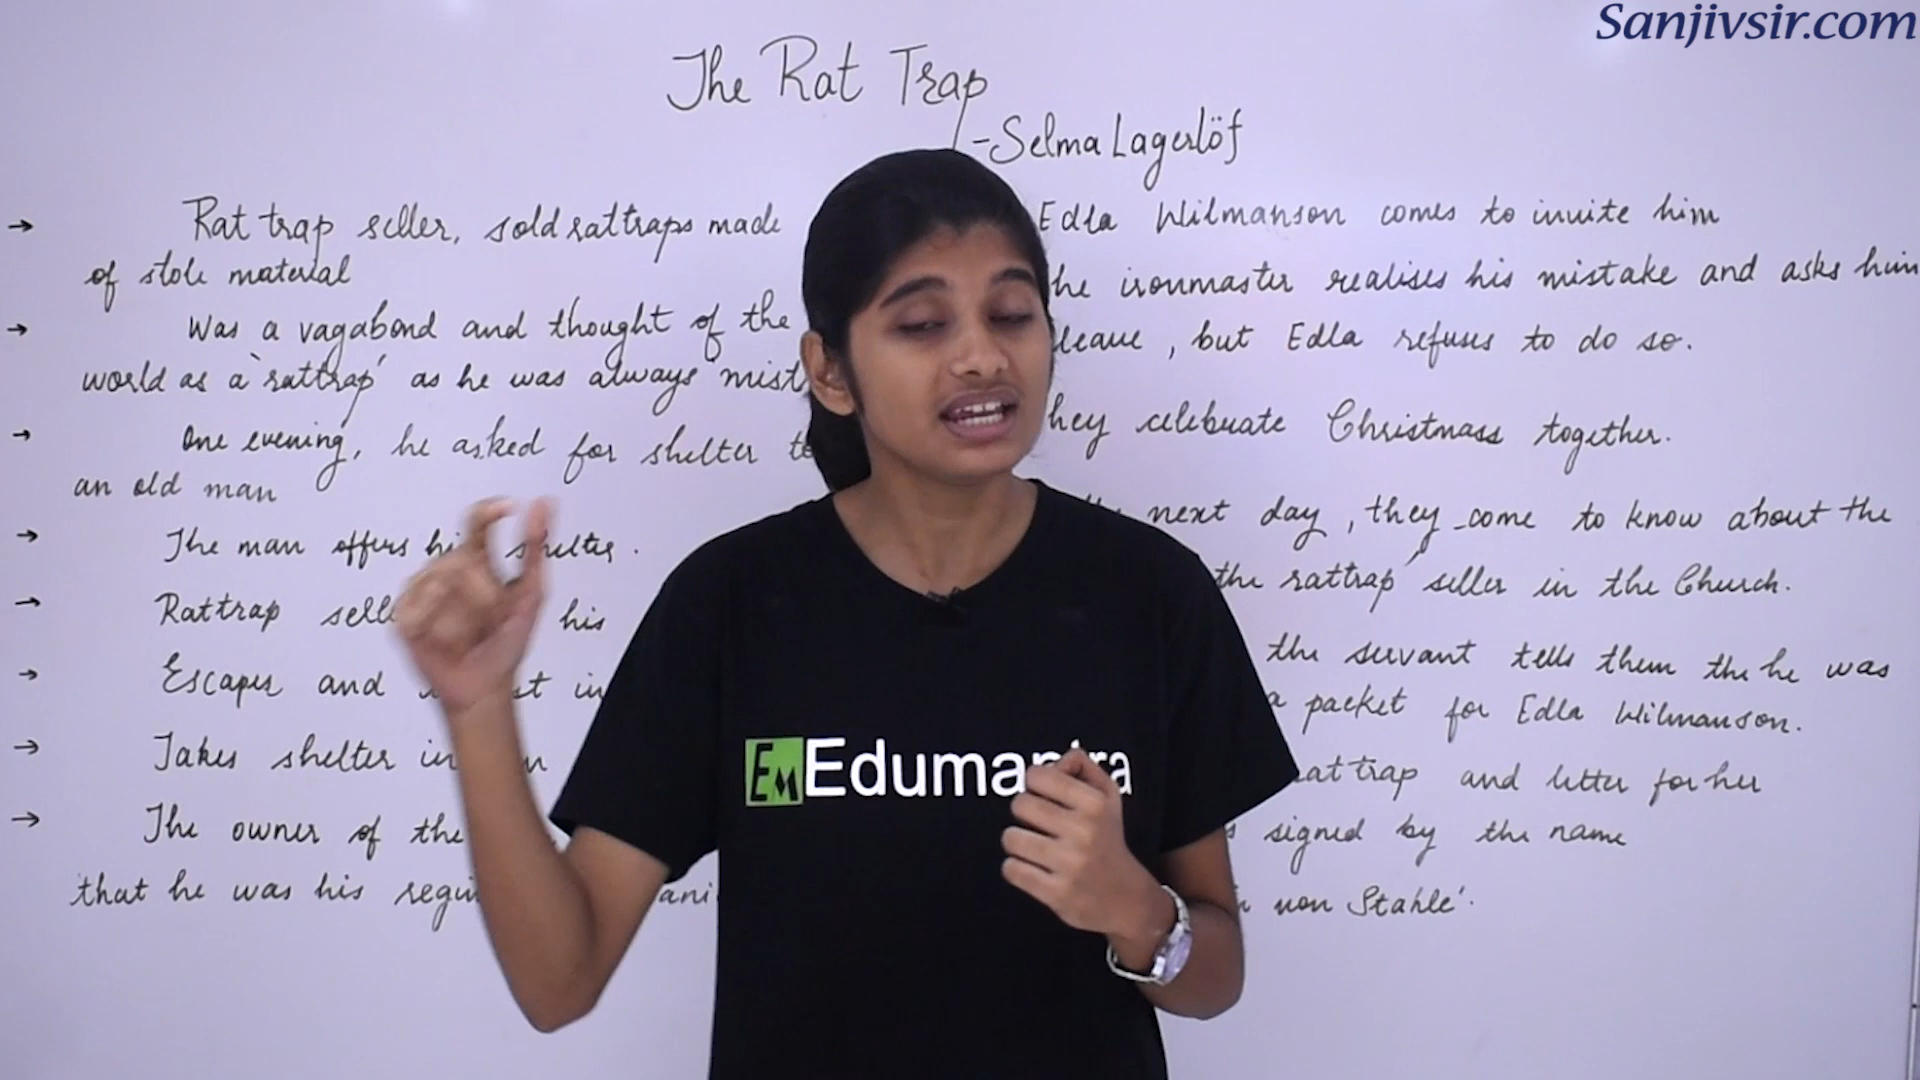 Sanjivsir.com
The Rat Trap
-Selma Lagerlöf
→ Rat trap seller, sold rattraps made
of stole material
→ Was a vagabond and thought of the
world as a 'rattrap' as he was always
→ One evening, he asked for shelter to
an old man
→ The man offers shelter.
→ Rattrap his
→ Escapes and in
→ Takes shelter in
→ The owner of the
that he was his
Edla Wilmanson comes to invite him
ironmaster realises his mistake and asks him
leave, but Edla refuses to do so.
celebrate Christmass together.
next day, they come to know about the
the rattrap seller in the Church.
the servant tells them the he was
a packet for Edla Wilmanson.
rattrap and letter for her
signed by the name
von Stahle'.
EM Edumantra